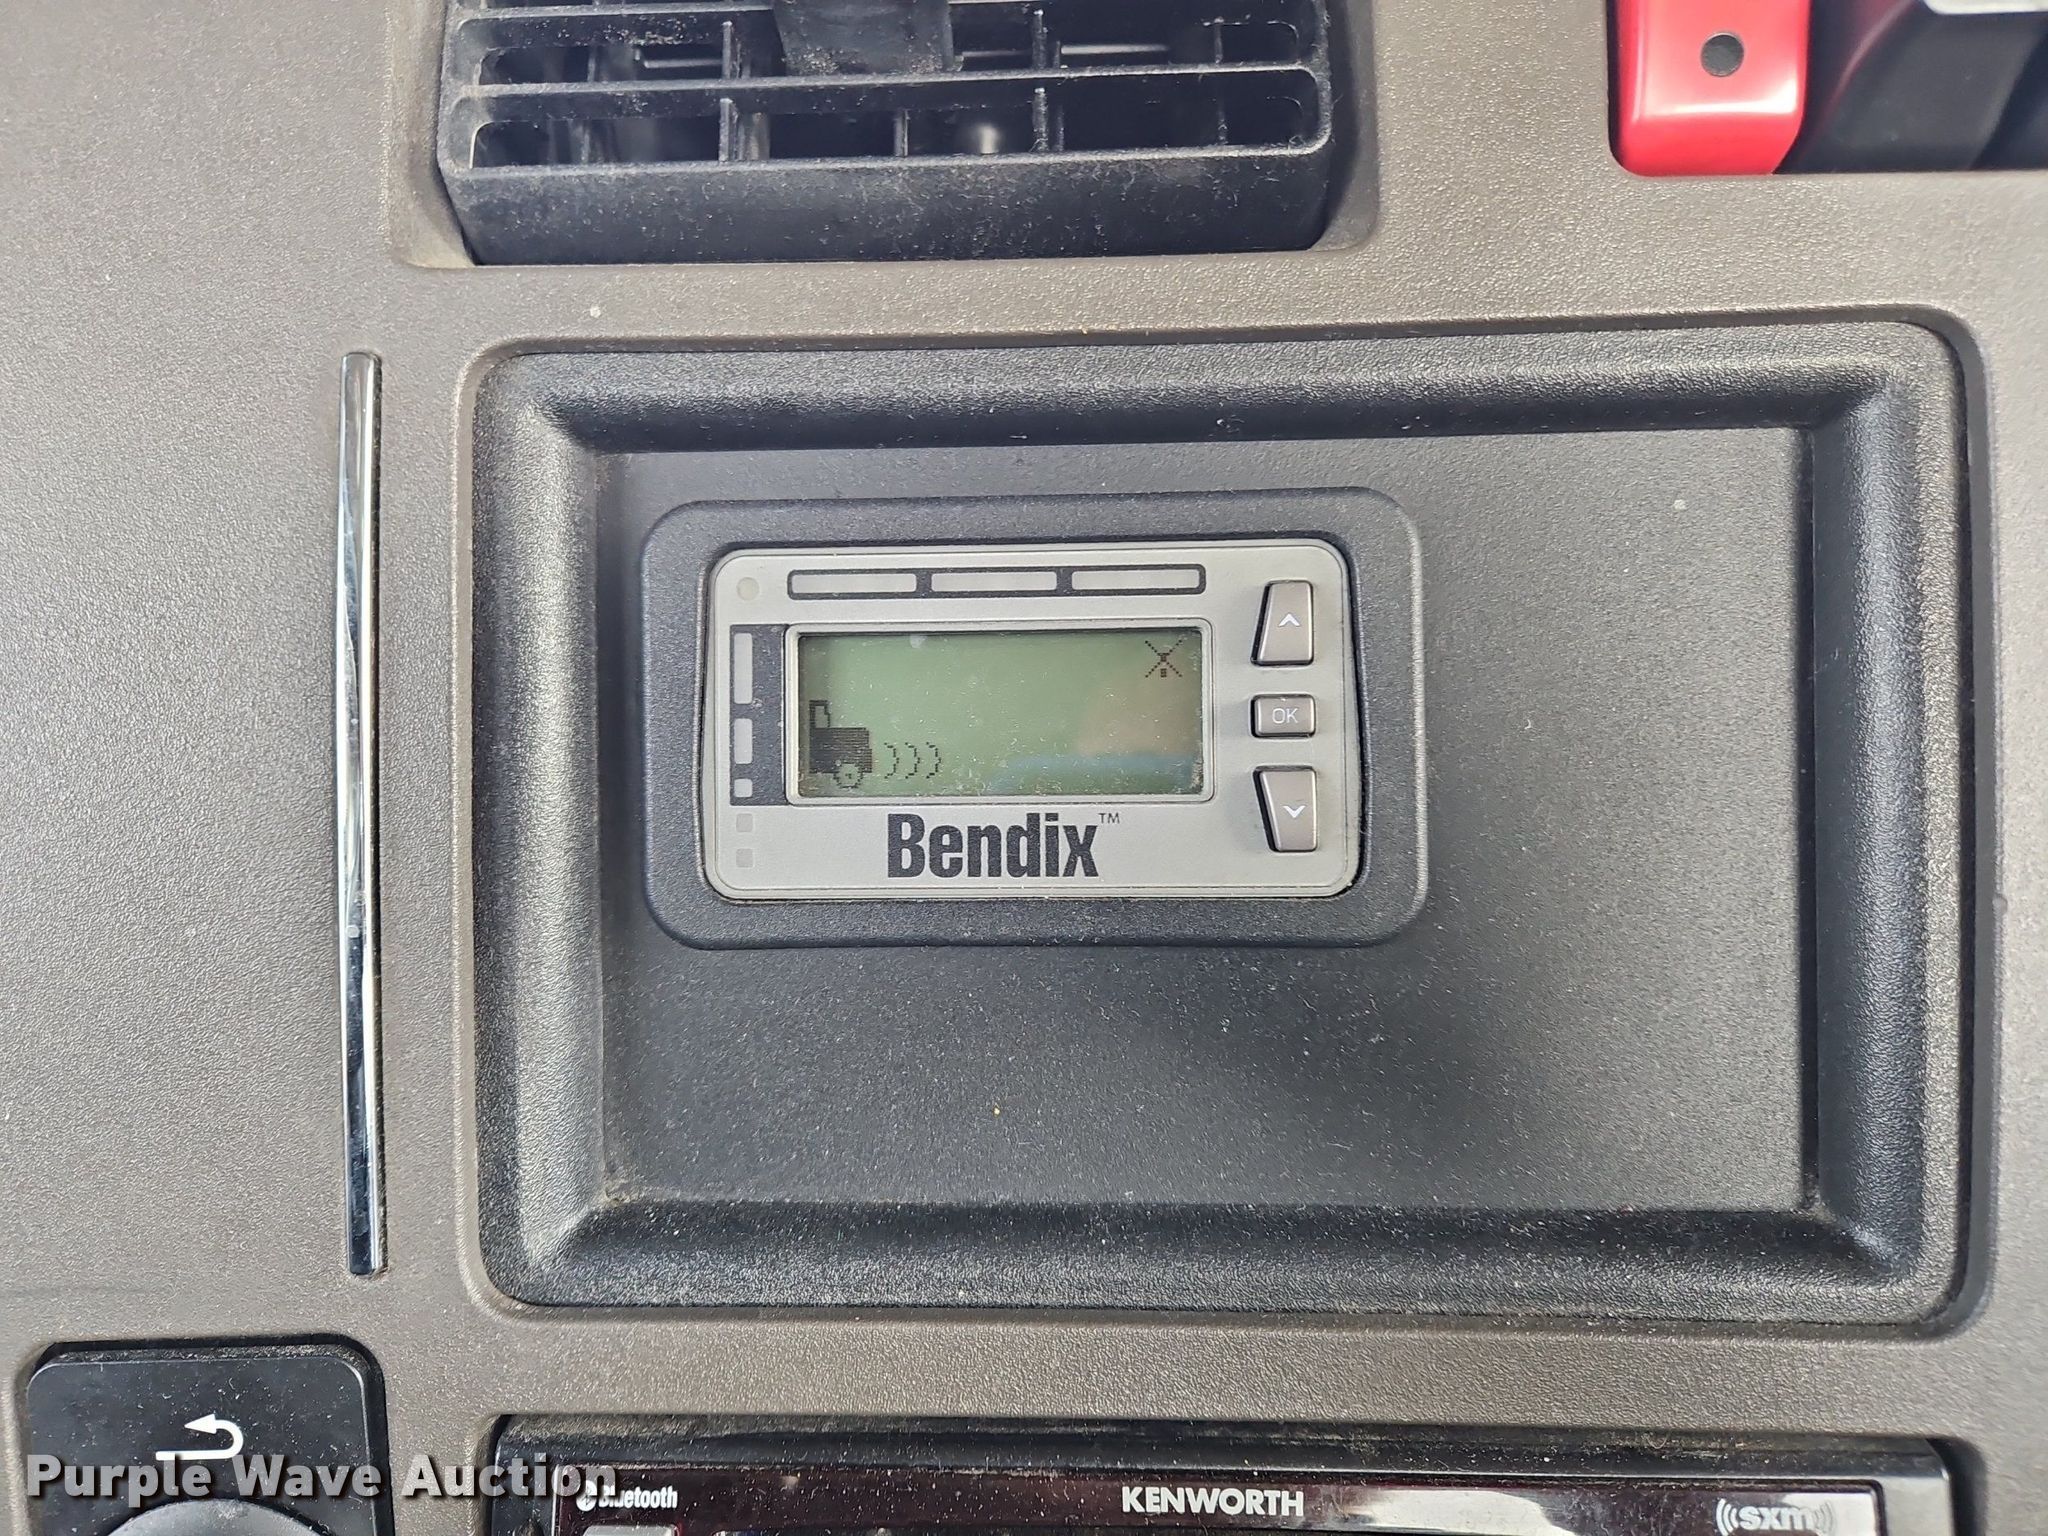 OK
Bendix™
Purple Wave Auction
Bluetooth
KENWORTH
((sxm))